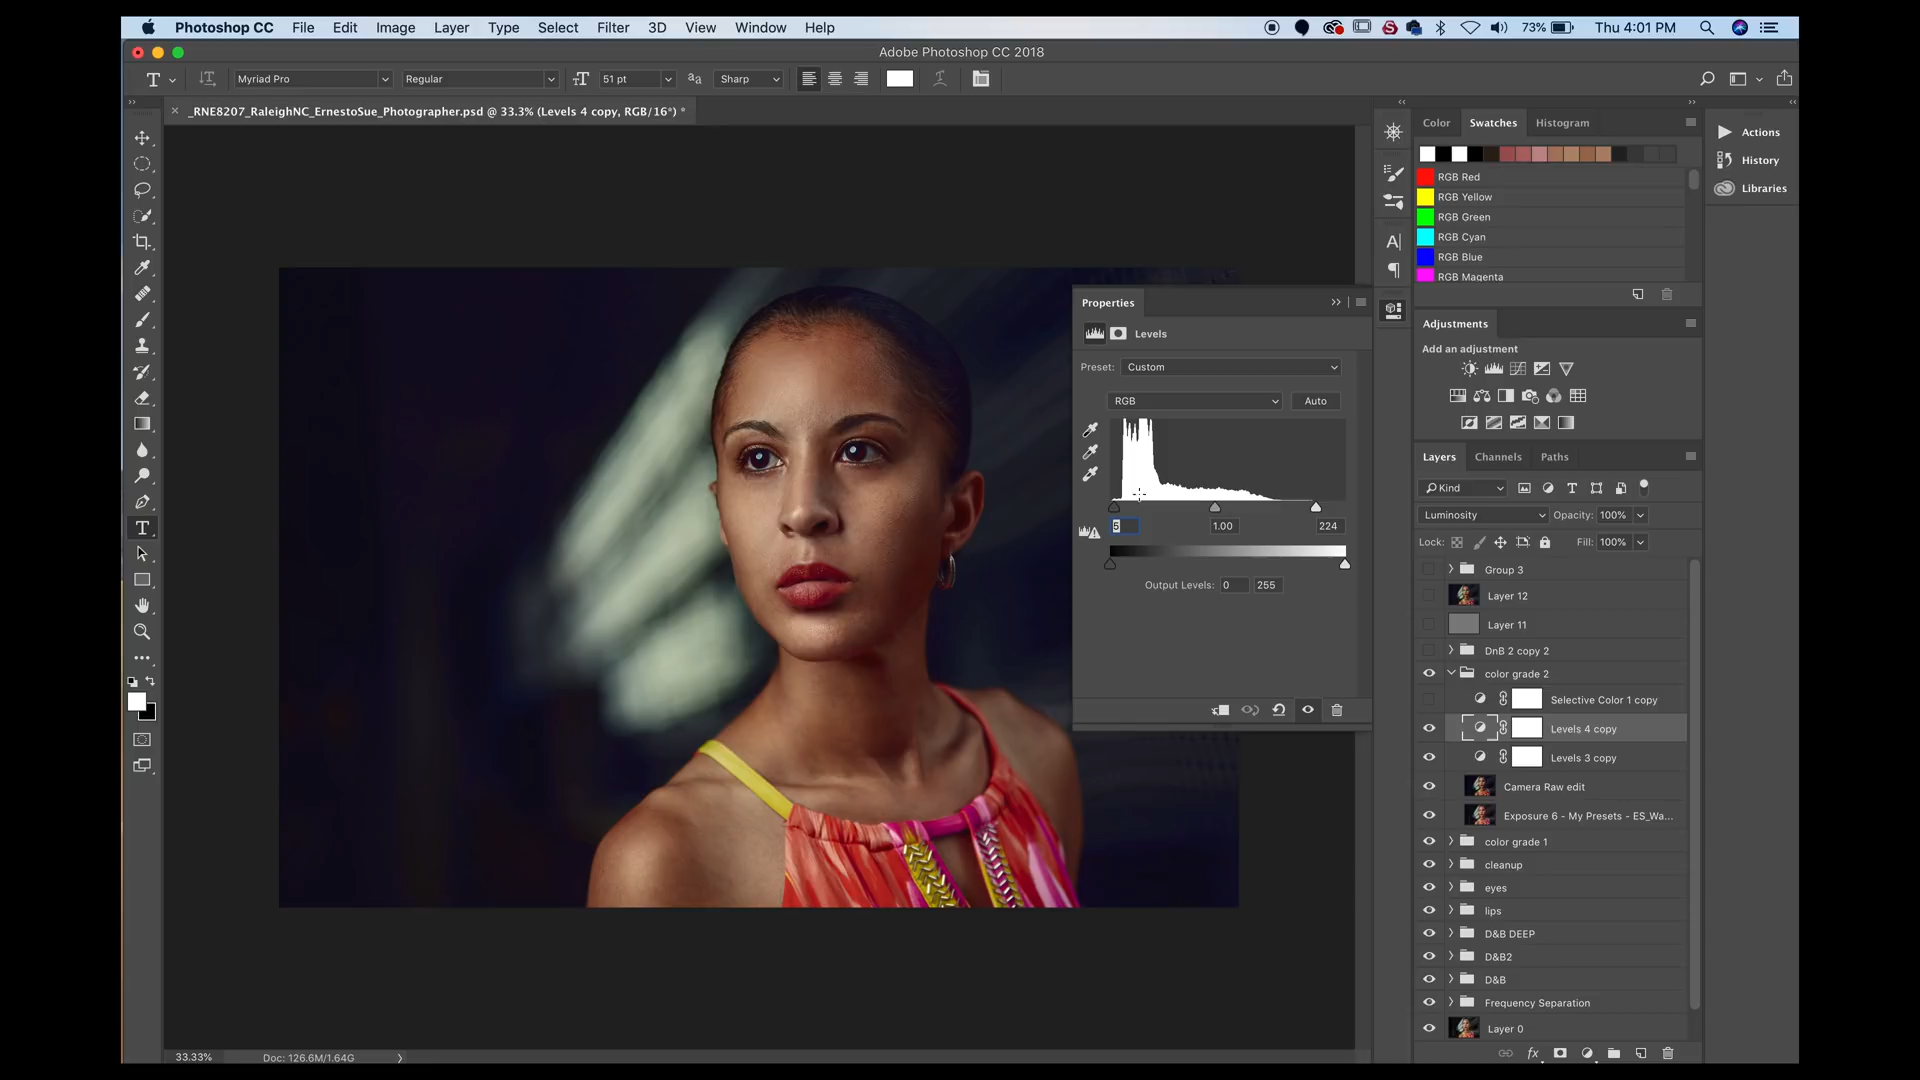 Photoshop CC File Edit Image Layer Type Select Filter 3D View Window Help 73% Thu 4:01 PM
Adobe Photoshop CC 2018
T Myriad Pro Regular 51 pt Sharp
_RNE8207_RaleighNC_ErnestoSue_Photographer.psd @ 33.3% (Levels 4 copy, RGB/16*) *
Color Swatches Histogram
RGB Red
RGB Yellow
RGB Green
RGB Cyan
RGB Blue
RGB Magenta
Actions
History
Libraries
Properties
Levels
Preset: Custom
RGB Auto
5 1.00 224
Output Levels: 0 255
Adjustments
Add an adjustment
Layers Channels Paths
Kind
Luminosity Opacity: 100%
Lock: Fill: 100%
Group 3
Layer 12
Layer 11
DnB 2 copy 2
color grade 2
Selective Color 1 copy
Levels 4 copy
Levels 3 copy
Camera Raw edit
Exposure 6 - My Presets - ES_Wa...
color grade 1
cleanup
eyes
lips
D&B DEEP
D&B2
D&B
Frequency Separation
Layer 0
fx
33.33% Doc: 126.6M/1.64G